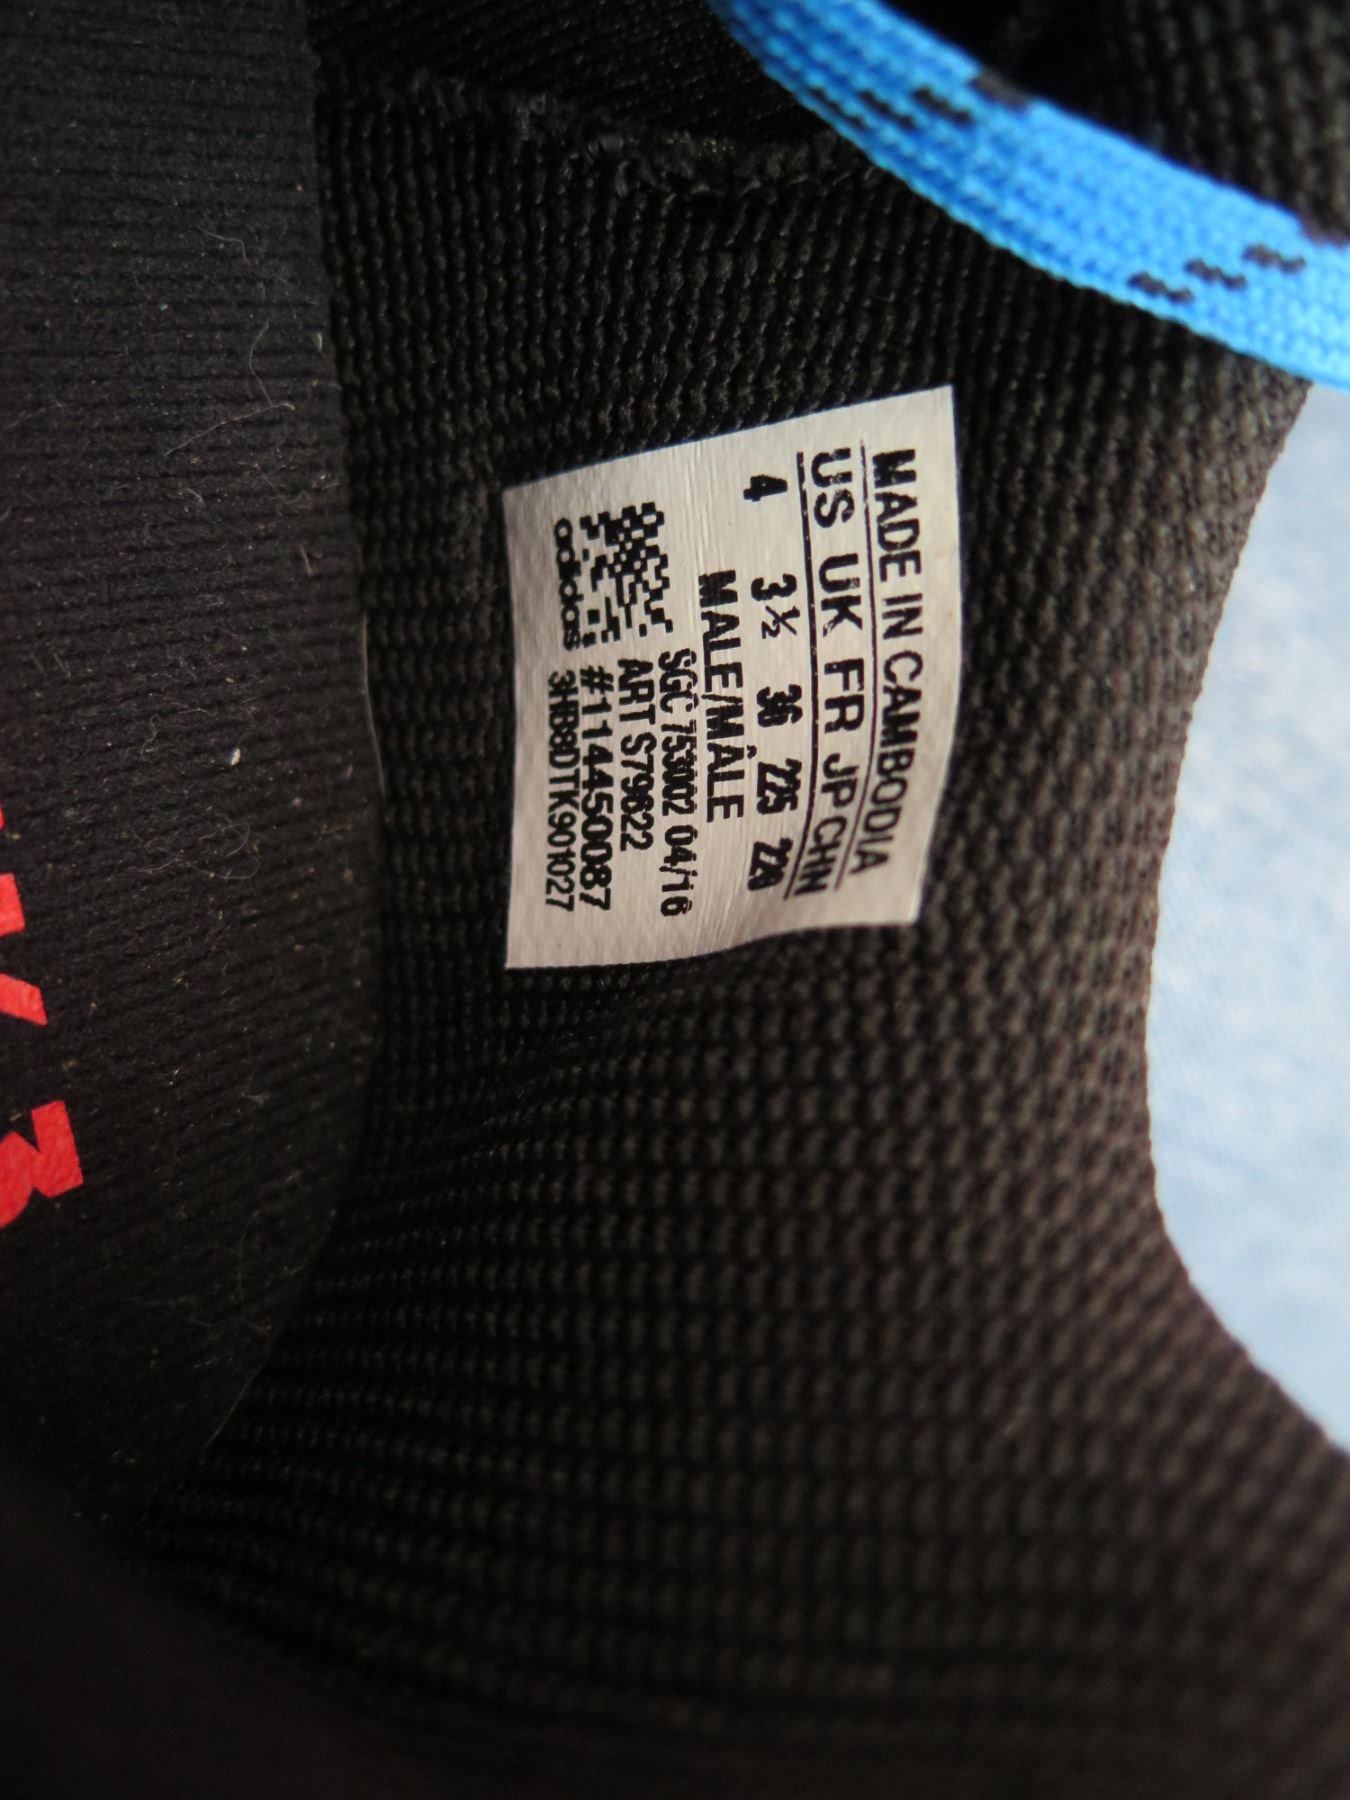 MADE IN CAMBODIA
US UK FR JP CHN
4 3½ 36 225 220
MALE/MÂLE
SGC 753002 04/16
ART S79622
#114450087
adidas 3HB8DTK901027